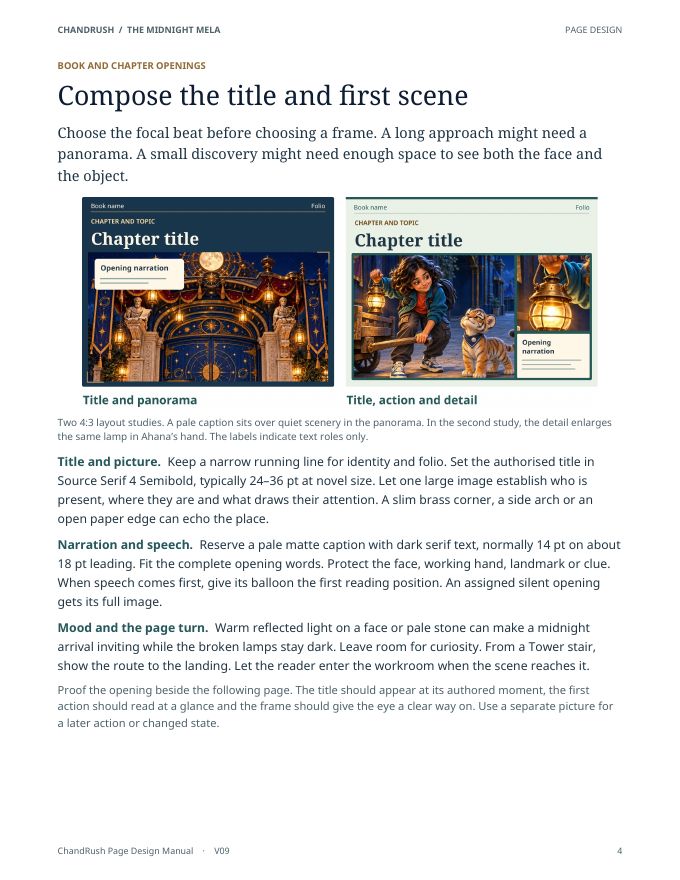 CHANDRUSH / THE MIDNIGHT MELA
PAGE DESIGN
BOOK AND CHAPTER OPENINGS
Compose the title and first scene
Choose the focal beat before choosing a frame. A long approach might need a
panorama. A small discovery might need enough space to see both the face and
the object.
Book name
Folio
CHAPTER AND TOPIC
Chapter title
Opening narration
Book name
Folio
CHAPTER AND TOPIC
Chapter title
Opening
narration
Title and panorama
Title, action and detail
Two 4:3 layout studies. A pale caption sits over quiet scenery in the panorama. In the second study, the detail enlarges
the same lamp in Ahana’s hand. The labels indicate text roles only.
Title and picture. Keep a narrow running line for identity and folio. Set the authorised title in
Source Serif 4 Semibold, typically 24–36 pt at novel size. Let one large image establish who is
present, where they are and what draws their attention. A slim brass corner, a side arch or an
open paper edge can echo the place.
Narration and speech. Reserve a pale matte caption with dark serif text, normally 14 pt on about
18 pt leading. Fit the complete opening words. Protect the face, working hand, landmark or clue.
When speech comes first, give its balloon the first reading position. An assigned silent opening
gets its full image.
Mood and the page turn. Warm reflected light on a face or pale stone can make a midnight
arrival inviting while the broken lamps stay dark. Leave room for curiosity. From a Tower stair,
show the route to the landing. Let the reader enter the workroom when the scene reaches it.
Proof the opening beside the following page. The title should appear at its authored moment, the first
action should read at a glance and the frame should give the eye a clear way on. Use a separate picture for
a later action or changed state.
ChandRush Page Design Manual · V09
4